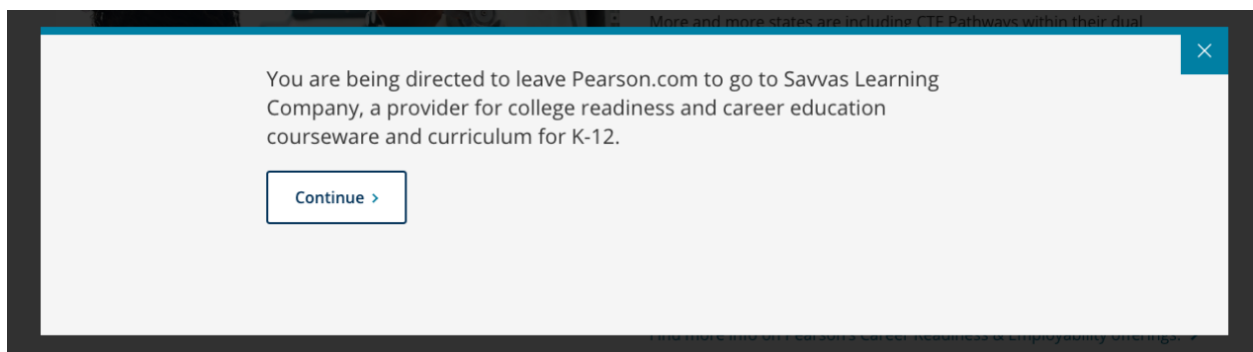 More and more states are including CTE Pathways within their dual
You are being directed to leave Pearson.com to go to Savvas Learning
Company, a provider for college readiness and career education
courseware and curriculum for K-12.
Continue >
Find more info on Pearson's Career Readiness & Employability offerings. >